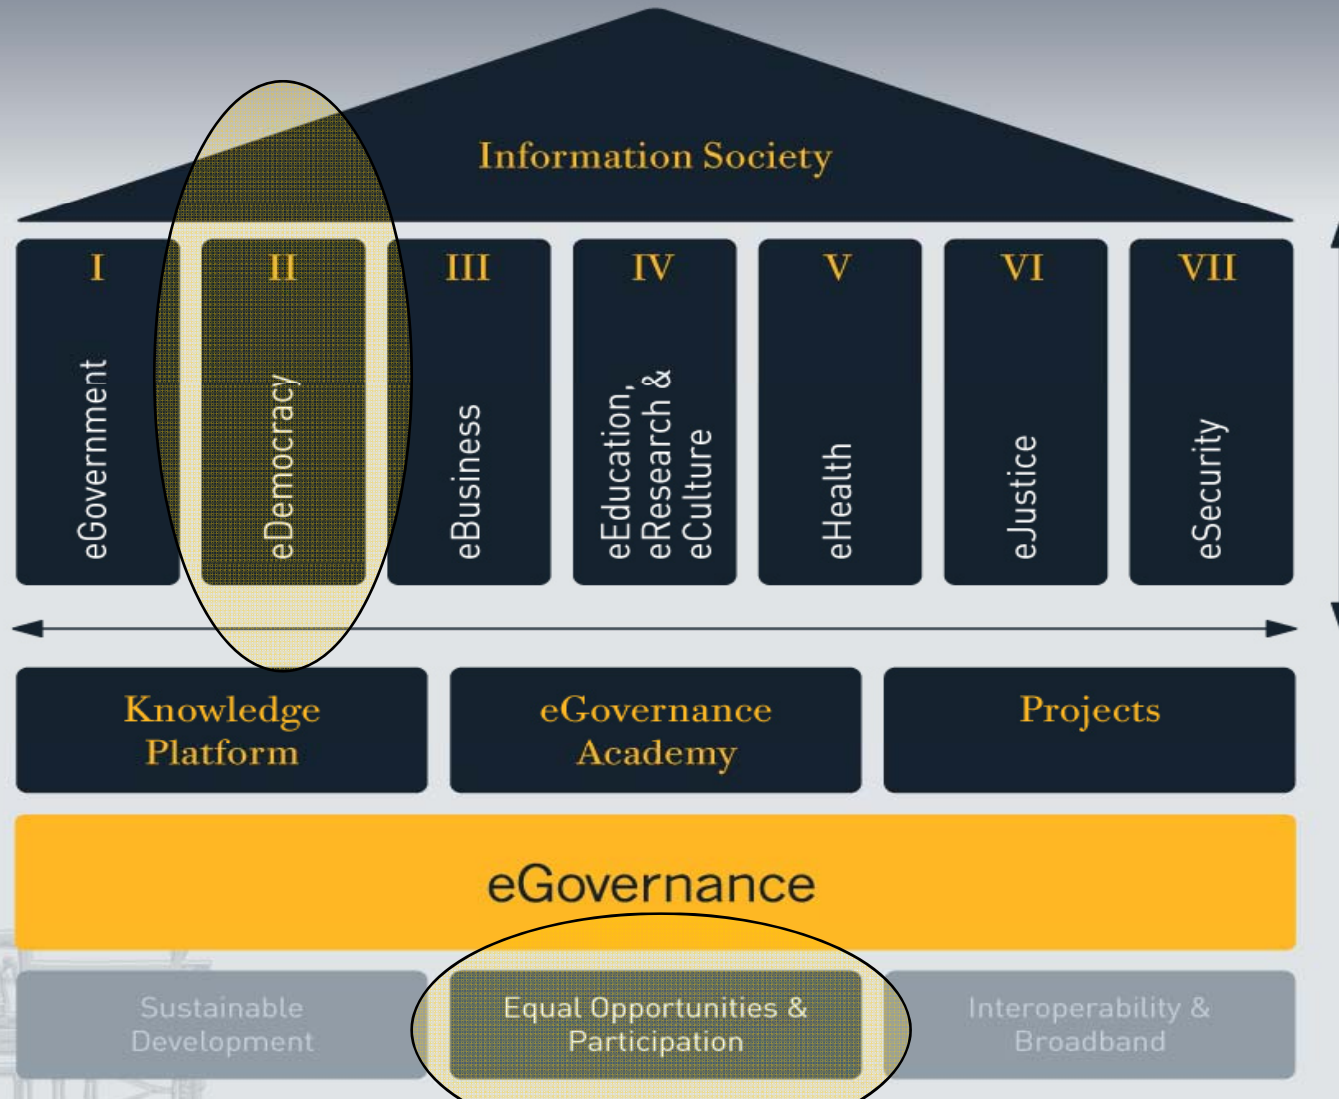 Information Society
I
II
III
IV
V
VI
VII
eGovernment
eDemocracy
eBusiness
eEducation,
eResearch &
eCulture
eHealth
eJustice
eSecurity
Knowledge
Platform
eGovernance
Academy
Projects
eGovernance
Sustainable
Development
Equal Opportunities &
Participation
Interoperability &
Broadband